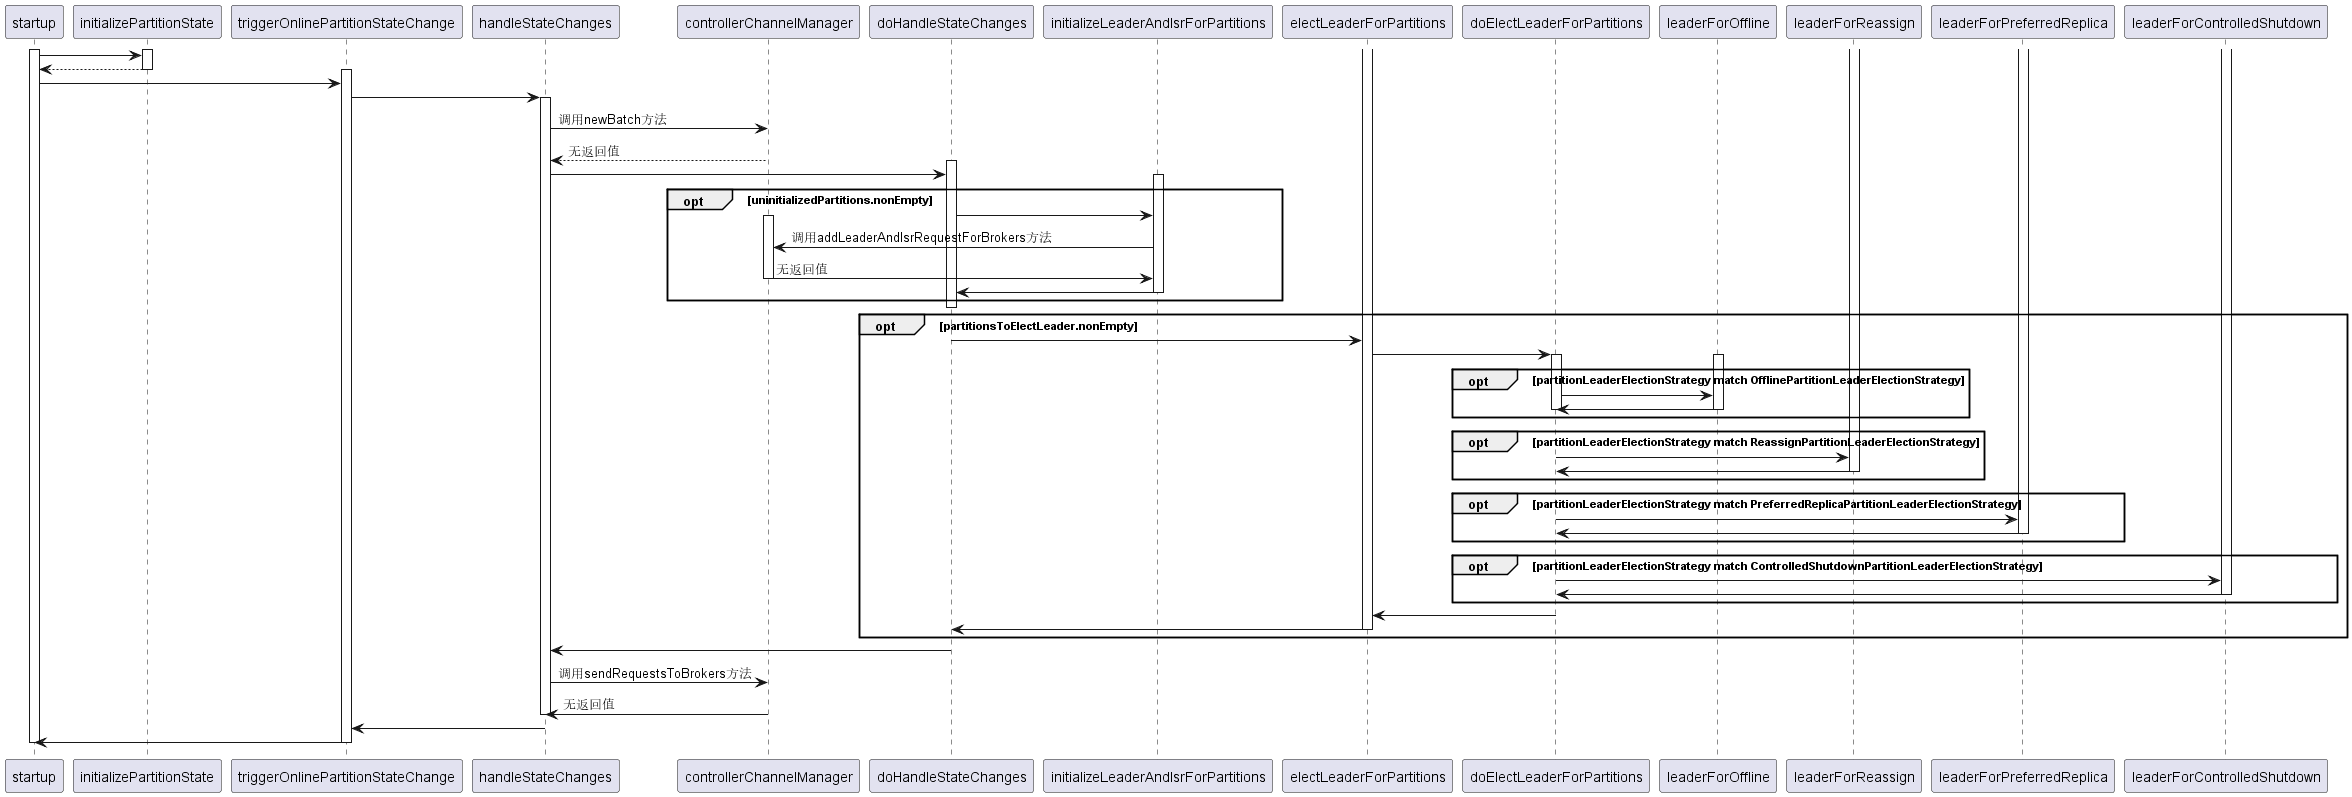 startup
initializePartitionState
triggerOnlinePartitionStateChange
handleStateChanges
controllerChannelManager
doHandleStateChanges
initializeLeaderAndIsrForPartitions
electLeaderForPartitions
doElectLeaderForPartitions
leaderForOffline
leaderForReassign
leaderForPreferredReplica
leaderForControlledShutdown
调用newBatch方法
无返回值
opt
[uninitializedPartitions.nonEmpty]
调用addLeaderAndIsrRequestForBrokers方法
无返回值
opt
[partitionsToElectLeader.nonEmpty]
opt
[partitionLeaderElectionStrategy match OfflinePartitionLeaderElectionStrategy]
opt
[partitionLeaderElectionStrategy match ReassignPartitionLeaderElectionStrategy]
opt
[partitionLeaderElectionStrategy match PreferredReplicaPartitionLeaderElectionStrategy]
opt
[partitionLeaderElectionStrategy match ControlledShutdownPartitionLeaderElectionStrategy]
调用sendRequestsToBrokers方法
无返回值
startup
initializePartitionState
triggerOnlinePartitionStateChange
handleStateChanges
controllerChannelManager
doHandleStateChanges
initializeLeaderAndIsrForPartitions
electLeaderForPartitions
doElectLeaderForPartitions
leaderForOffline
leaderForReassign
leaderForPreferredReplica
leaderForControlledShutdown